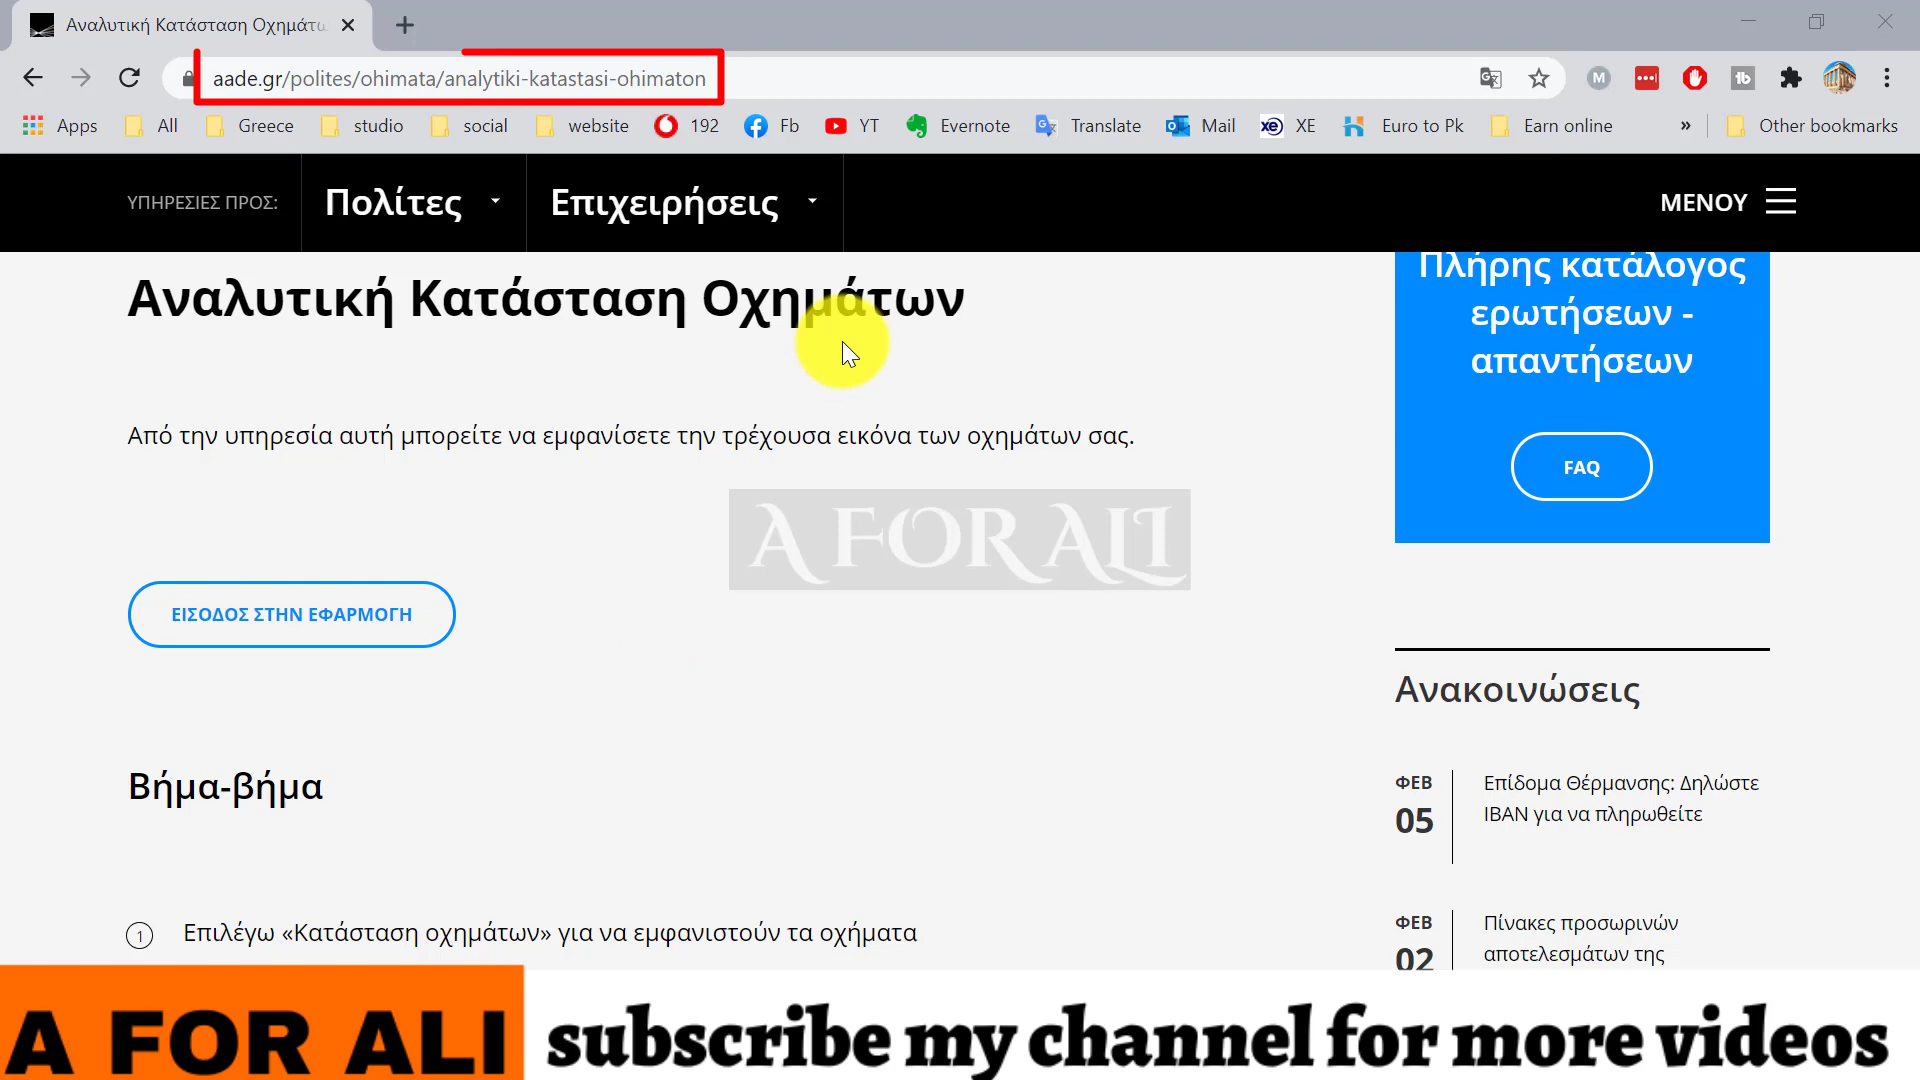 Αναλυτική Κατάσταση Οχημάτω
aade.gr/polites/ohimata/analytiki-katastasi-ohimaton
Apps All Greece studio social website 192 Fb YT Evernote Translate Mail XE Euro to Pk Earn online » Other bookmarks
ΥΠΗΡΕΣΙΕΣ ΠΡΟΣ: Πολίτες Επιχειρήσεις ΜΕΝΟΥ
Αναλυτική Κατάσταση Οχημάτων
Από την υπηρεσία αυτή μπορείτε να εμφανίσετε την τρέχουσα εικόνα των οχημάτων σας.
A FOR ALI
ΕΙΣΟΔΟΣ ΣΤΗΝ ΕΦΑΡΜΟΓΗ
Βήμα-βήμα
1 Επιλέγω «Κατάσταση οχημάτων» για να εμφανιστούν τα οχήματα
Πλήρης κατάλογος
ερωτήσεων -
απαντήσεων
FAQ
Ανακοινώσεις
ΦΕΒ
05
Επίδομα Θέρμανσης: Δηλώστε
IBAN για να πληρωθείτε
ΦΕΒ
02
Πίνακες προσωρινών
αποτελεσμάτων της
A FOR ALI subscribe my channel for more videos